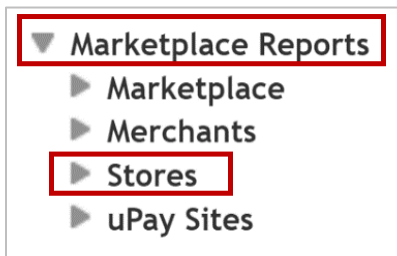 Marketplace Reports
Marketplace
Merchants
Stores
uPay Sites